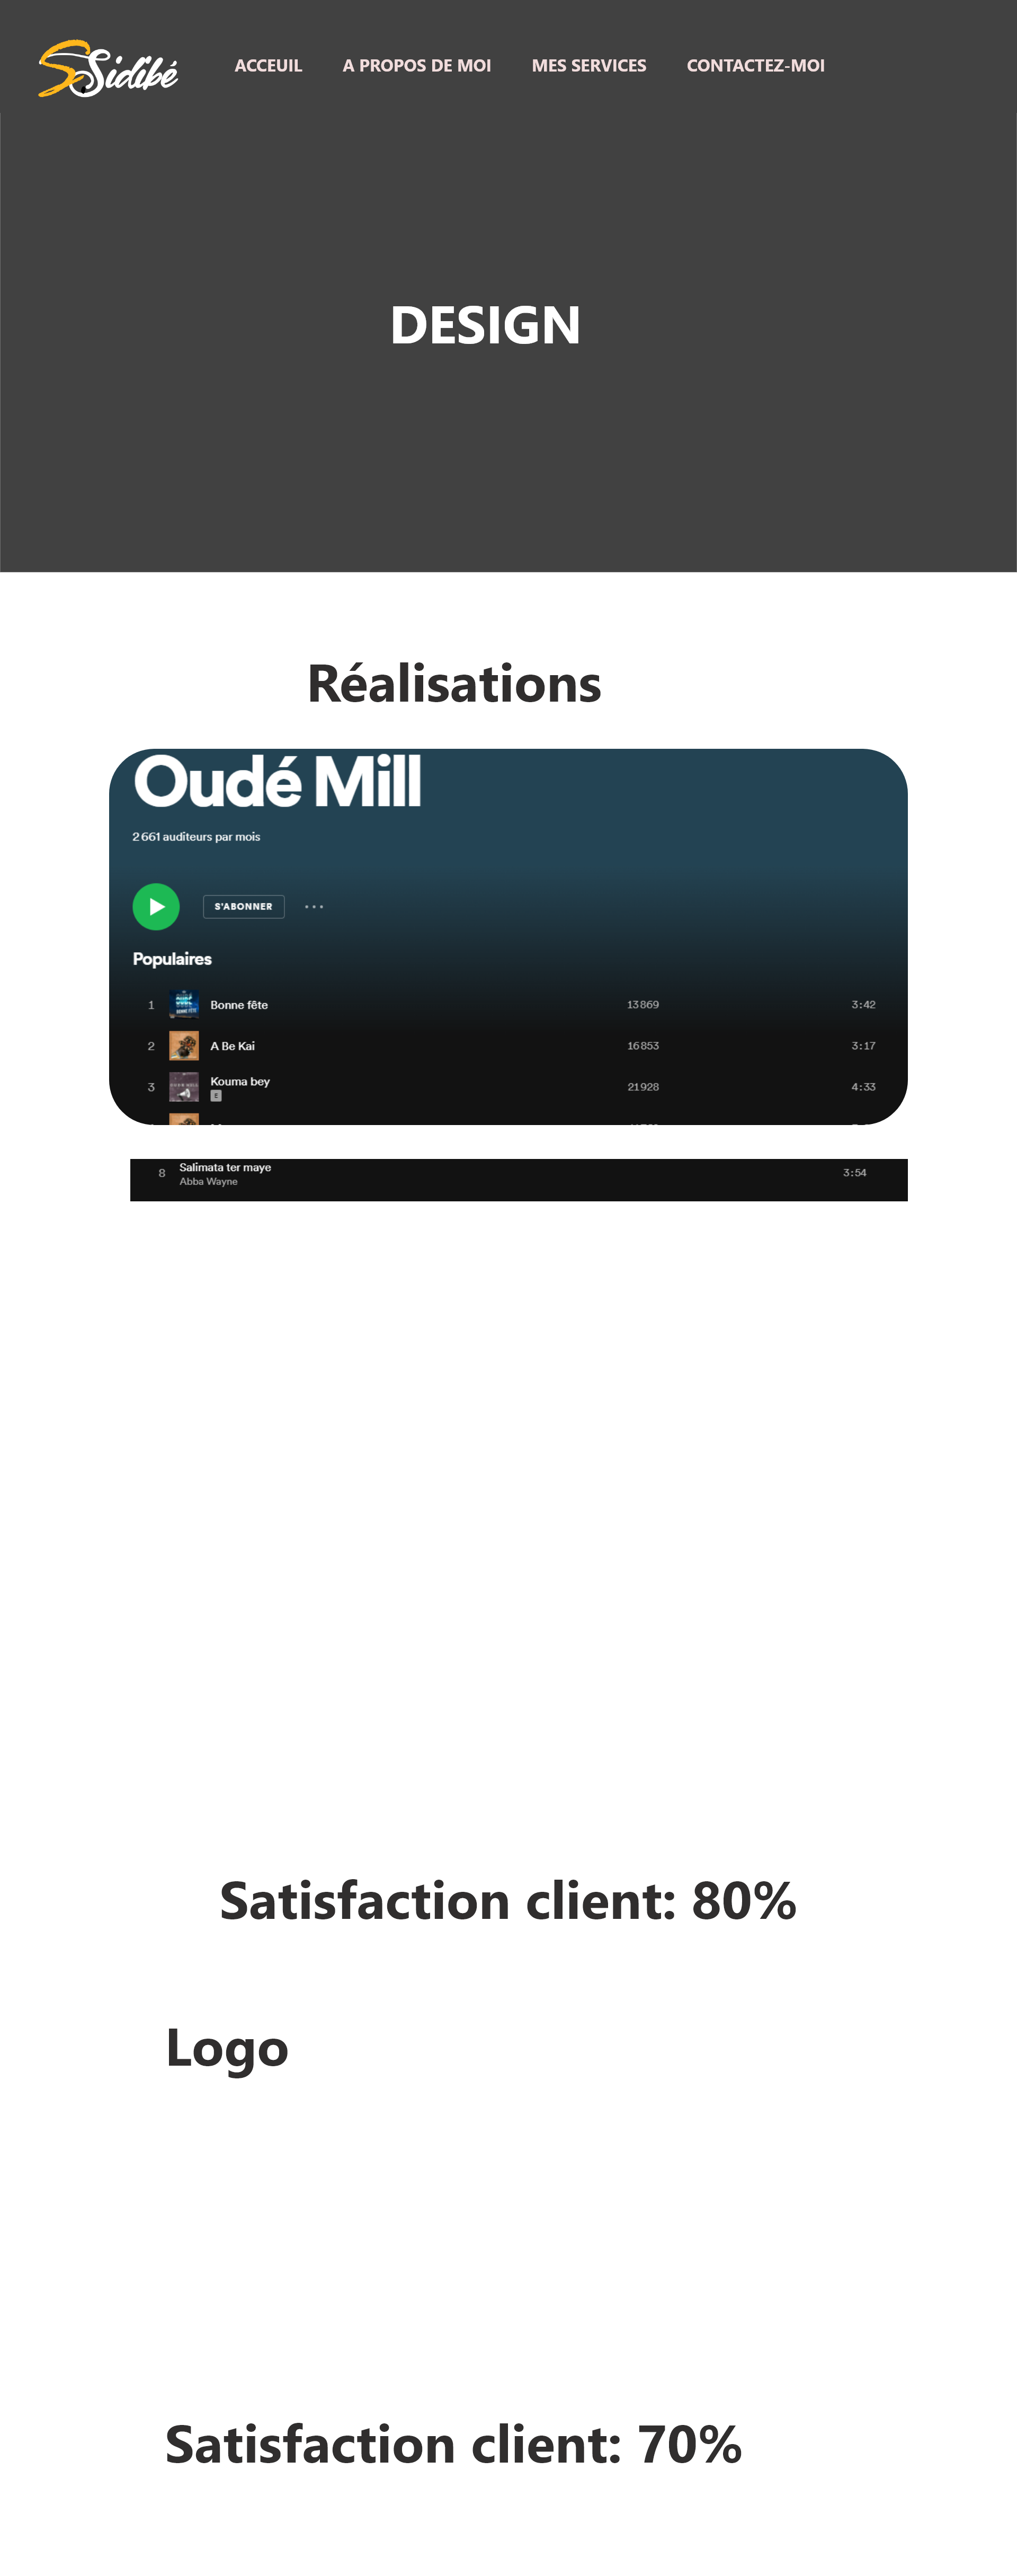 Sidibé
ACCEUIL A PROPOS DE MOI MES SERVICES CONTACTEZ-MOI
DESIGN
Réalisations
Oudé Mill
2 661 auditeurs par mois
S'ABONNER
Populaires
1 Bonne fête 13 869 3:42
2 A Be Kai 16 853 3:17
3 Kouma bey 21 928 4:33
E
8 Salimata ter maye 3:54
Abba Wayne
Satisfaction client: 80%
Logo
Satisfaction client: 70%